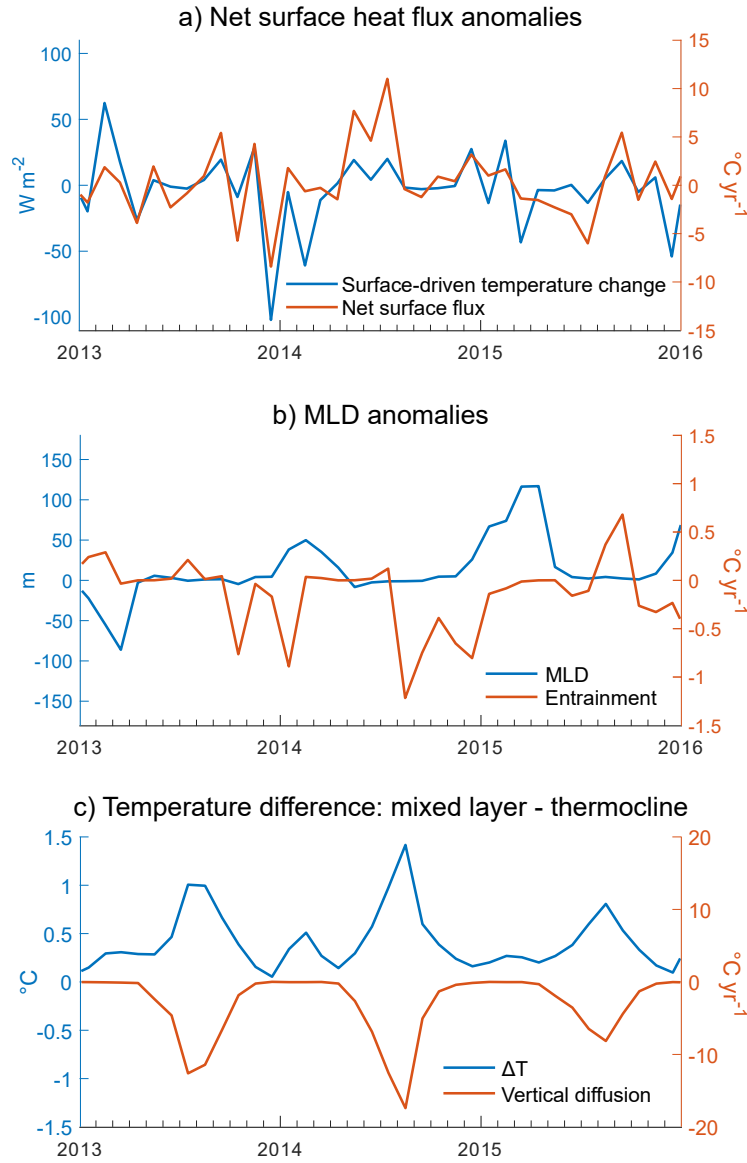 a) Net surface heat flux anomalies
100
50
0
-50
-100
W m-2
15
10
5
0
-5
-10
-15
°C yr-1
Surface-driven temperature change
Net surface flux
2013 2014 2015 2016
b) MLD anomalies
150
100
50
0
-50
-100
-150
m
1.5
1
0.5
0
-0.5
-1
-1.5
°C yr-1
MLD
Entrainment
2013 2014 2015 2016
c) Temperature difference: mixed layer - thermocline
1.5
1
0.5
0
-0.5
-1
-1.5
°C
20
10
0
-10
-20
°C yr-1
ΔT
Vertical diffusion
2013 2014 2015